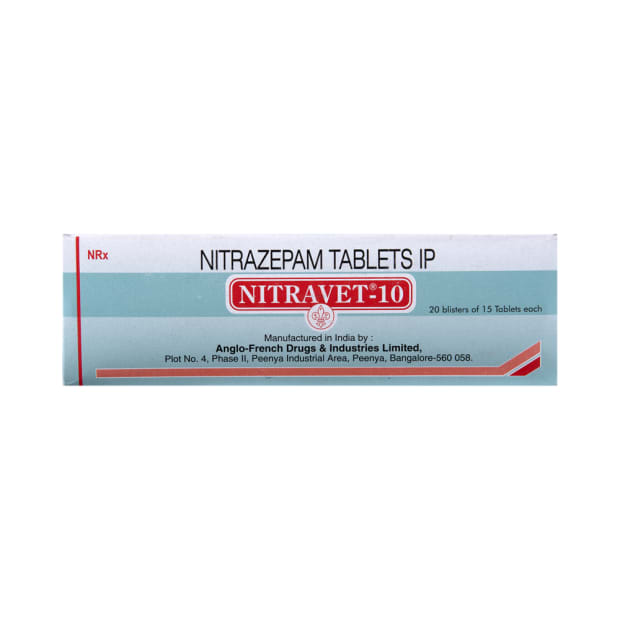 NRx
NITRAZEPAM TABLETS IP
NITRAVET®-10
20 blisters of 15 Tablets each
Manufactured in India by :
Anglo-French Drugs & Industries Limited,
Plot No. 4, Phase II, Peenya Industrial Area, Peenya, Bangalore-560 058.